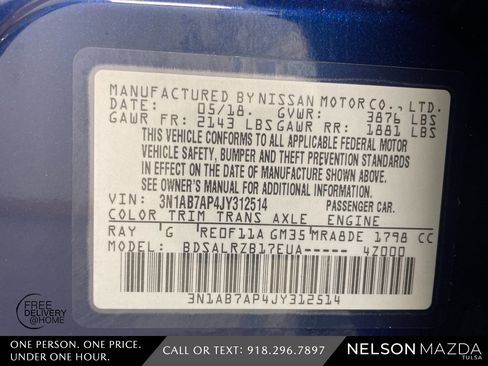 MANUFACTURED BY NISSAN MOTOR CO., LTD.
DATE: 05/18. GVWR: 3876 LBS
GAWR FR: 2143 LBS GAWR RR: 1881 LBS
THIS VEHICLE CONFORMS TO ALL APPLICABLE FEDERAL MOTOR
VEHICLE SAFETY, BUMPER AND THEFT PREVENTION STANDARDS
IN EFFECT ON THE DATE OF MANUFACTURE SHOWN ABOVE.
SEE OWNER'S MANUAL FOR ADDITIONAL INFORMATION.
VIN: 3N1AB7AP4JY312514 PASSENGER CAR.
COLOR TRIM TRANS AXLE ENGINE
RAY G RE0F11A GM35 MRA8DE 1798 CC
MODEL: BDSALRZB17EUA----- 4Z000
3N1AB7AP4JY312514
FREE
DELIVERY
@HOME
ONE PERSON. ONE PRICE.
UNDER ONE HOUR.
CALL OR TEXT: 918.296.7897
NELSON MAZDA
TULSA